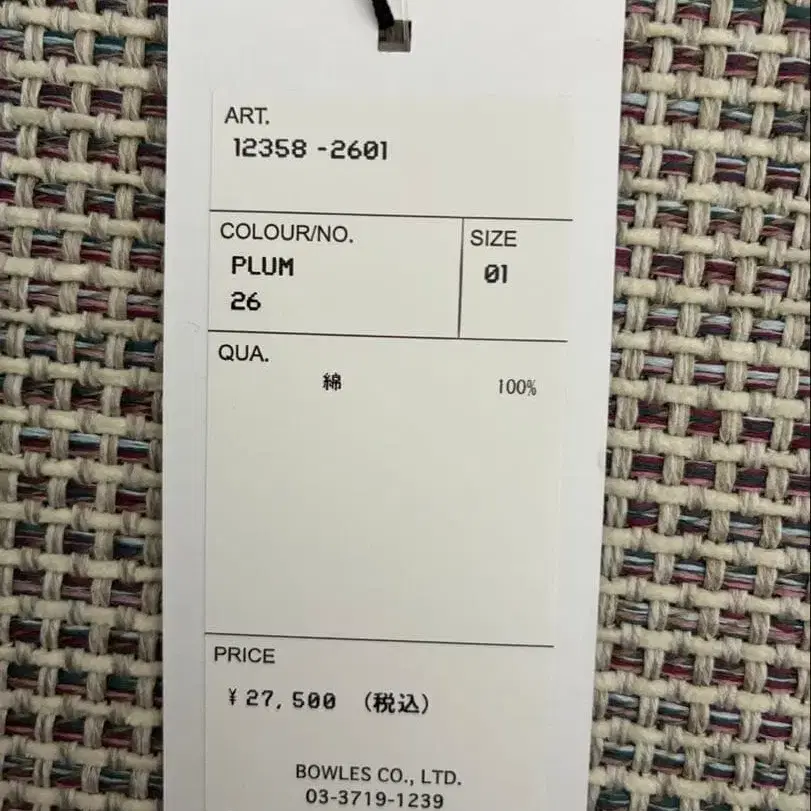 ART.
12358 -2601
COLOUR/NO.
PLUM
26
SIZE
01
QUA.
綿 100%
PRICE
¥ 27, 500 (税込)
BOWLES CO., LTD.
03-3719-1239